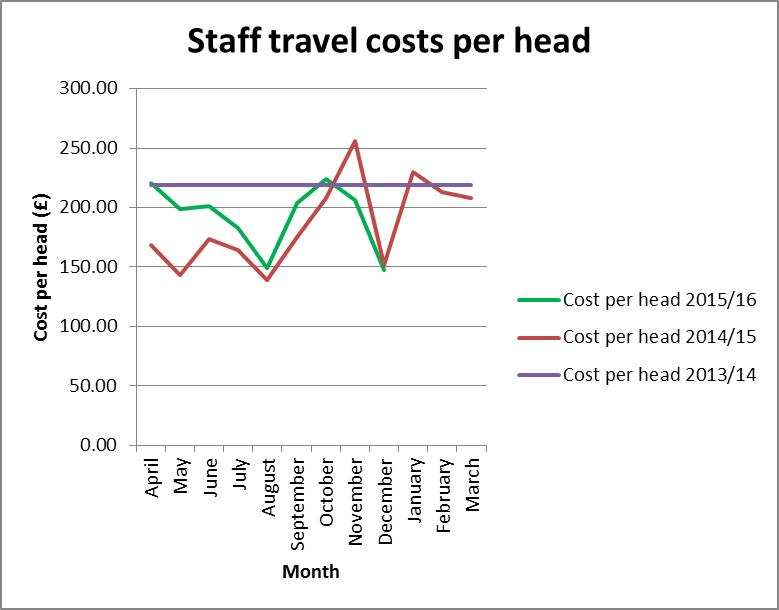 Staff travel costs per head
300.00
250.00
200.00
150.00
100.00
50.00
0.00
Cost per head (£)
April
May
June
July
August
September
October
November
December
January
February
March
Month
Cost per head 2015/16
Cost per head 2014/15
Cost per head 2013/14